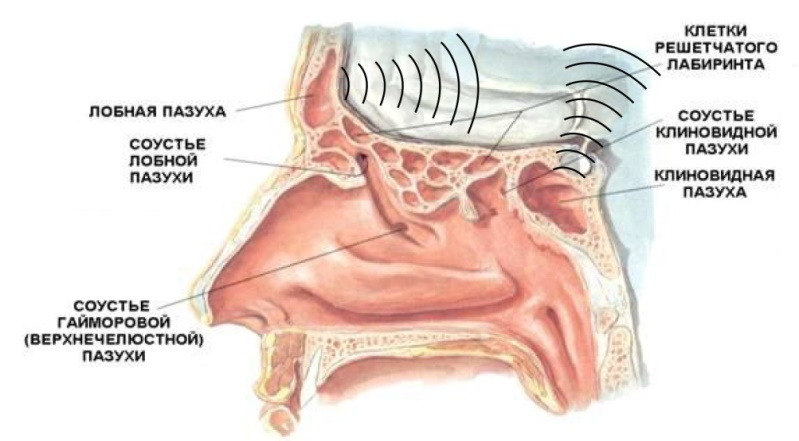 КЛЕТКИ
РЕШЕТЧАТОГО
ЛАБИРИНТА
ЛОБНАЯ ПАЗУХА
СОУСТЬЕ
ЛОБНОЙ
ПАЗУХИ
СОУСТЬЕ
КЛИНОВИДНОЙ
ПАЗУХИ
КЛИНОВИДНАЯ
ПАЗУХА
СОУСТЬЕ
ГАЙМОРОВОЙ
(ВЕРХНЕЧЕЛЮСТНОЙ)
ПАЗУХИ